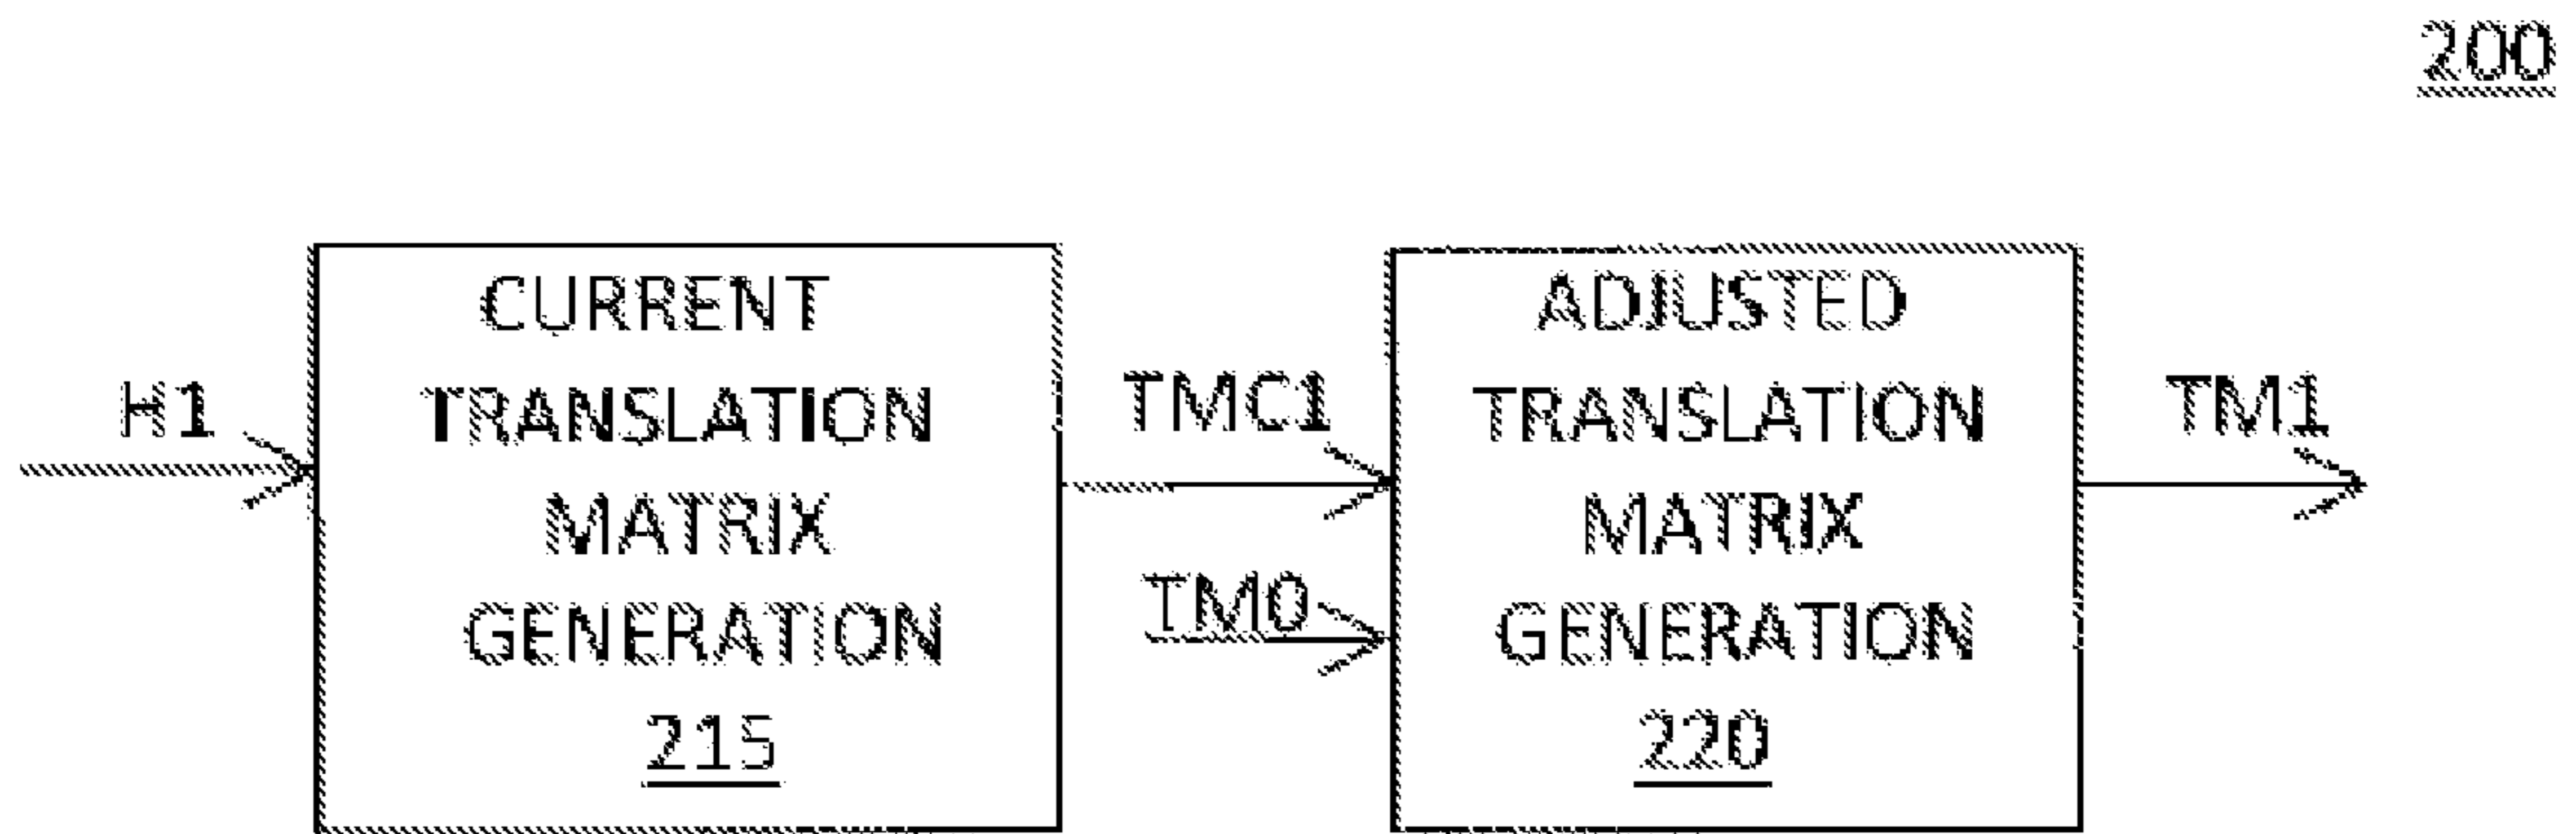 200
H1
CURRENT
TRANSLATION
MATRIX
GENERATION
215
TMC1
TM0
ADJUSTED
TRANSLATION
MATRIX
GENERATION
220
TM1